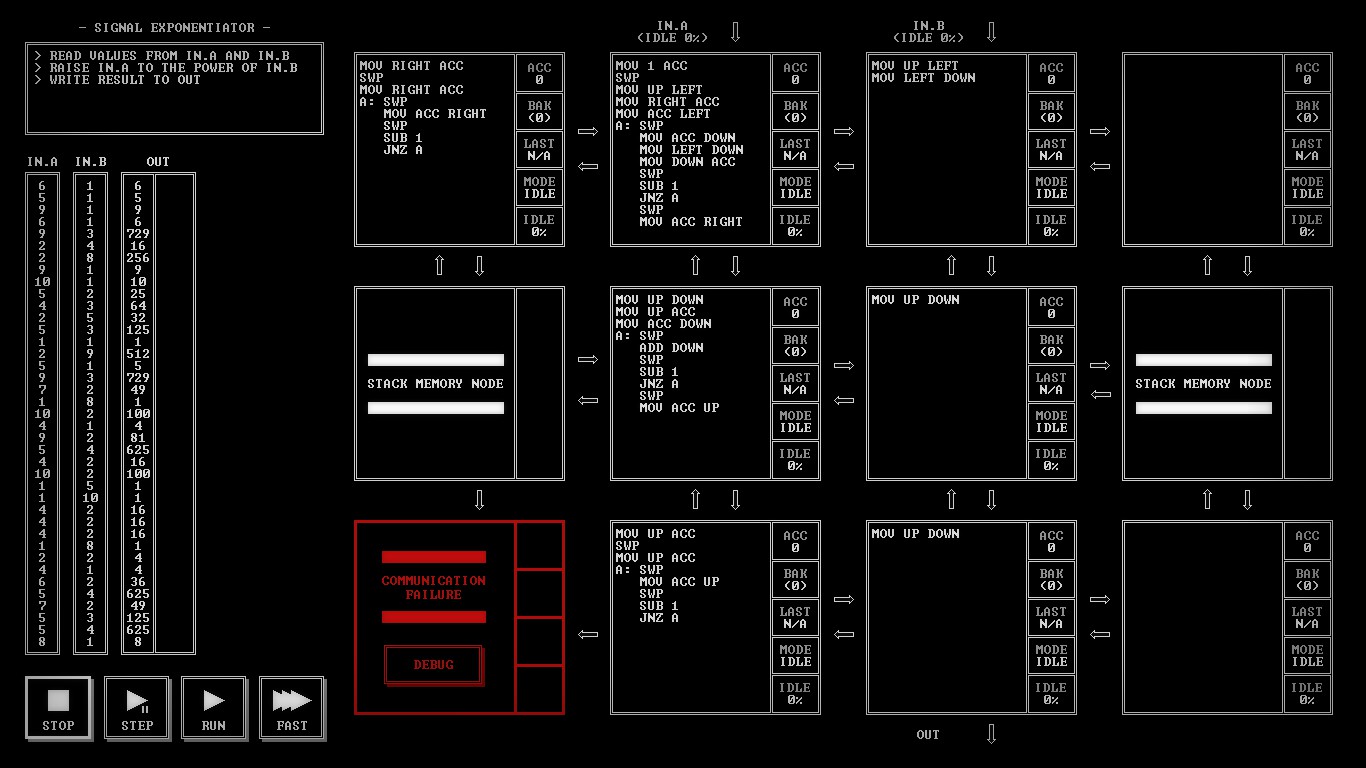 - SIGNAL EXPONENTIATOR -
> READ VALUES FROM IN.A AND IN.B
> RAISE IN.A TO THE POWER OF IN.B
> WRITE RESULT TO OUT
IN.A IN.B OUT
6 1 6
5 1 5
9 1 9
6 1 6
9 3 729
2 4 16
2 8 256
9 1 9
10 1 10
5 2 25
4 3 64
2 5 32
5 3 125
1 1 1
2 9 512
5 1 5
9 3 729
7 2 49
1 8 1
10 2 100
4 1 4
9 2 81
5 4 625
4 2 16
10 2 100
1 5 1
1 10 1
4 2 16
4 2 16
4 2 16
1 8 1
2 2 4
4 1 4
6 2 36
5 4 625
7 2 49
5 3 125
5 4 625
8 1 8
STOP
STEP
RUN
FAST
IN.A
(IDLE 0%)
IN.B
(IDLE 0%)
MOV RIGHT ACC
SWP
MOV RIGHT ACC
A: SWP
MOV ACC RIGHT
SWP
SUB 1
JNZ A
ACC
0
BAK
(0)
LAST
N/A
MODE
IDLE
IDLE
0%
MOV 1 ACC
SWP
MOV UP LEFT
MOV RIGHT ACC
MOV ACC LEFT
A: SWP
MOV ACC DOWN
MOV LEFT DOWN
MOV DOWN ACC
SWP
SUB 1
JNZ A
SWP
MOV ACC RIGHT
ACC
0
BAK
(0)
LAST
N/A
MODE
IDLE
IDLE
0%
MOV UP LEFT
MOV LEFT DOWN
ACC
0
BAK
(0)
LAST
N/A
MODE
IDLE
IDLE
0%
ACC
0
BAK
(0)
LAST
N/A
MODE
IDLE
IDLE
0%
STACK MEMORY NODE
MOV UP DOWN
MOV UP ACC
MOV ACC DOWN
A: SWP
ADD DOWN
SWP
SUB 1
JNZ A
SWP
MOV ACC UP
ACC
0
BAK
(0)
LAST
N/A
MODE
IDLE
IDLE
0%
MOV UP DOWN
ACC
0
BAK
(0)
LAST
N/A
MODE
IDLE
IDLE
0%
STACK MEMORY NODE
COMMUNICATION
FAILURE
DEBUG
MOV UP ACC
SWP
MOV UP ACC
A: SWP
MOV ACC UP
SWP
SUB 1
JNZ A
ACC
0
BAK
(0)
LAST
N/A
MODE
IDLE
IDLE
0%
MOV UP DOWN
ACC
0
BAK
(0)
LAST
N/A
MODE
IDLE
IDLE
0%
ACC
0
BAK
(0)
LAST
N/A
MODE
IDLE
IDLE
0%
OUT